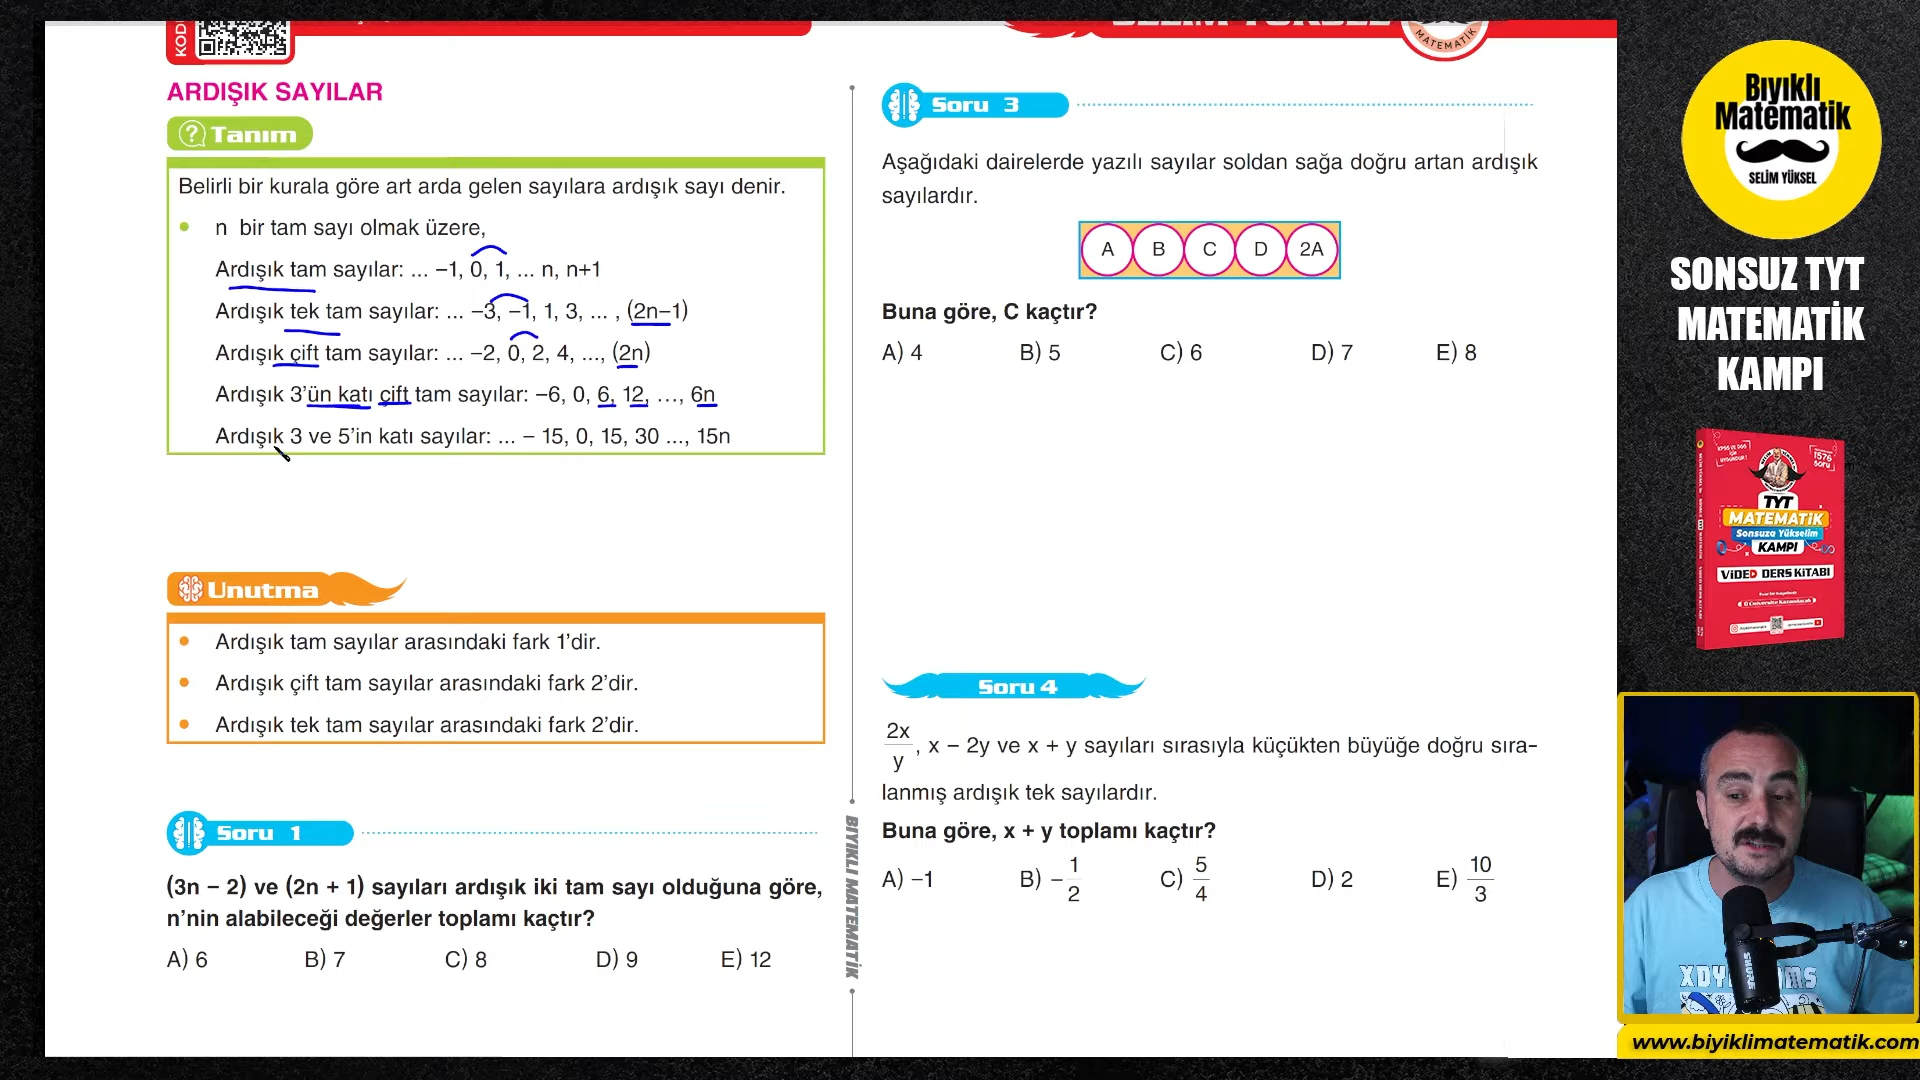 KODU
MATEMATİK
ARDIŞIK SAYILAR
Tanım
Belirli bir kurala göre art arda gelen sayılara ardışık sayı denir.
• n bir tam sayı olmak üzere,
Ardışık tam sayılar: ... −1, 0, 1, ... n, n+1
Ardışık tek tam sayılar: ... −3, −1, 1, 3, ... , (2n−1)
Ardışık çift tam sayılar: ... −2, 0, 2, 4, ..., (2n)
Ardışık 3’ün katı çift tam sayılar: −6, 0, 6, 12, …, 6n
Ardışık 3 ve 5’in katı sayılar: ... − 15, 0, 15, 30 ..., 15n
Unutma
• Ardışık tam sayılar arasındaki fark 1’dir.
• Ardışık çift tam sayılar arasındaki fark 2’dir.
• Ardışık tek tam sayılar arasındaki fark 2’dir.
Soru 1
(3n − 2) ve (2n + 1) sayıları ardışık iki tam sayı olduğuna göre,
n’nin alabileceği değerler toplamı kaçtır?
A) 6 B) 7 C) 8 D) 9 E) 12
BIYIKLI MATEMATİK
Soru 3
Aşağıdaki dairelerde yazılı sayılar soldan sağa doğru artan ardışık
sayılardır.
A B C D 2A
Buna göre, C kaçtır?
A) 4 B) 5 C) 6 D) 7 E) 8
Soru 4
2x/y, x − 2y ve x + y sayıları sırasıyla küçükten büyüğe doğru sıra-
lanmış ardışık tek sayılardır.
Buna göre, x + y toplamı kaçtır?
A) −1 B) −1/2 C) 5/4 D) 2 E) 10/3
Bıyıklı
Matematik
SELİM YÜKSEL
SONSUZ TYT
MATEMATİK
KAMPI
1576
Soru
TYT
MATEMATİK
Sonsuza Yükselim
KAMPI
VİDEO DERS KİTABI
SHURE
www.biyiklimatematik.com